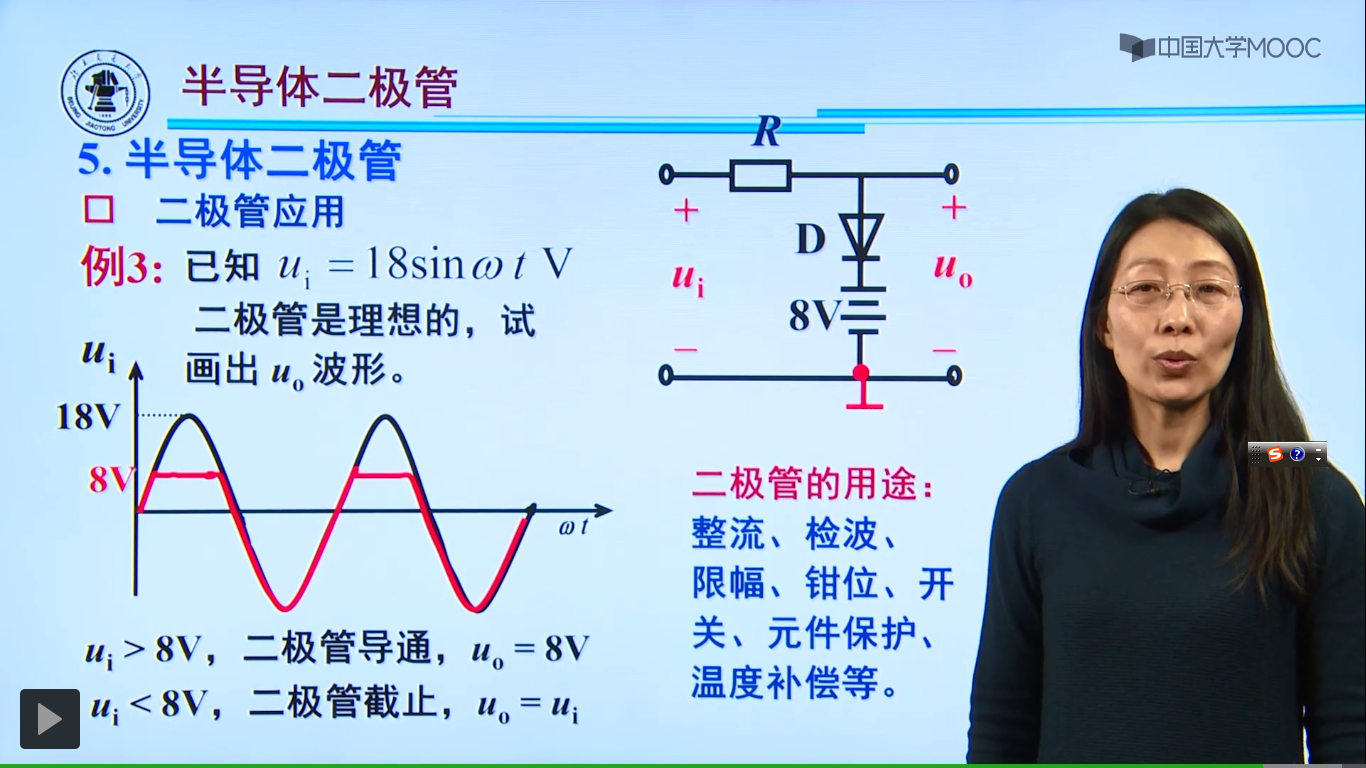 中国大学MOOC
半导体二极管
BEIJING JIAOTONG UNIVERSITY
5. 半导体二极管
二极管应用
例3: 已知 ui = 18sinω t V
二极管是理想的，试
画出 uo 波形。
ui
18V
8V
ω t
ui > 8V，二极管导通，uo = 8V
ui < 8V，二极管截止，uo = ui
R
+
+
D
ui
uo
8V
−
−
二极管的用途：
整流、检波、
限幅、钳位、开
关、元件保护、
温度补偿等。
S ?